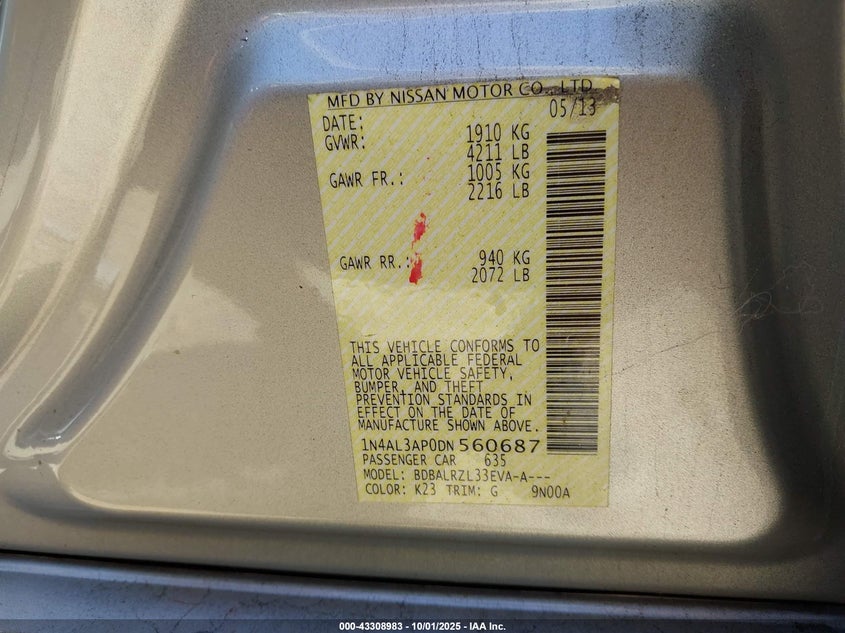 MFD BY NISSAN MOTOR CO., LTD.
DATE: 05/13
GVWR: 1910 KG
4211 LB
GAWR FR.: 1005 KG
2216 LB
GAWR RR.: 940 KG
2072 LB
THIS VEHICLE CONFORMS TO
ALL APPLICABLE FEDERAL
MOTOR VEHICLE SAFETY,
BUMPER, AND THEFT
PREVENTION STANDARDS IN
EFFECT ON THE DATE OF
MANUFACTURE SHOWN ABOVE.
1N4AL3AP0DN560687
PASSENGER CAR 635
MODEL: BDBALRZL33EVA-A---
COLOR: K23 TRIM: G 9N00A
000-43308983 - 10/01/2025 - IAA Inc.